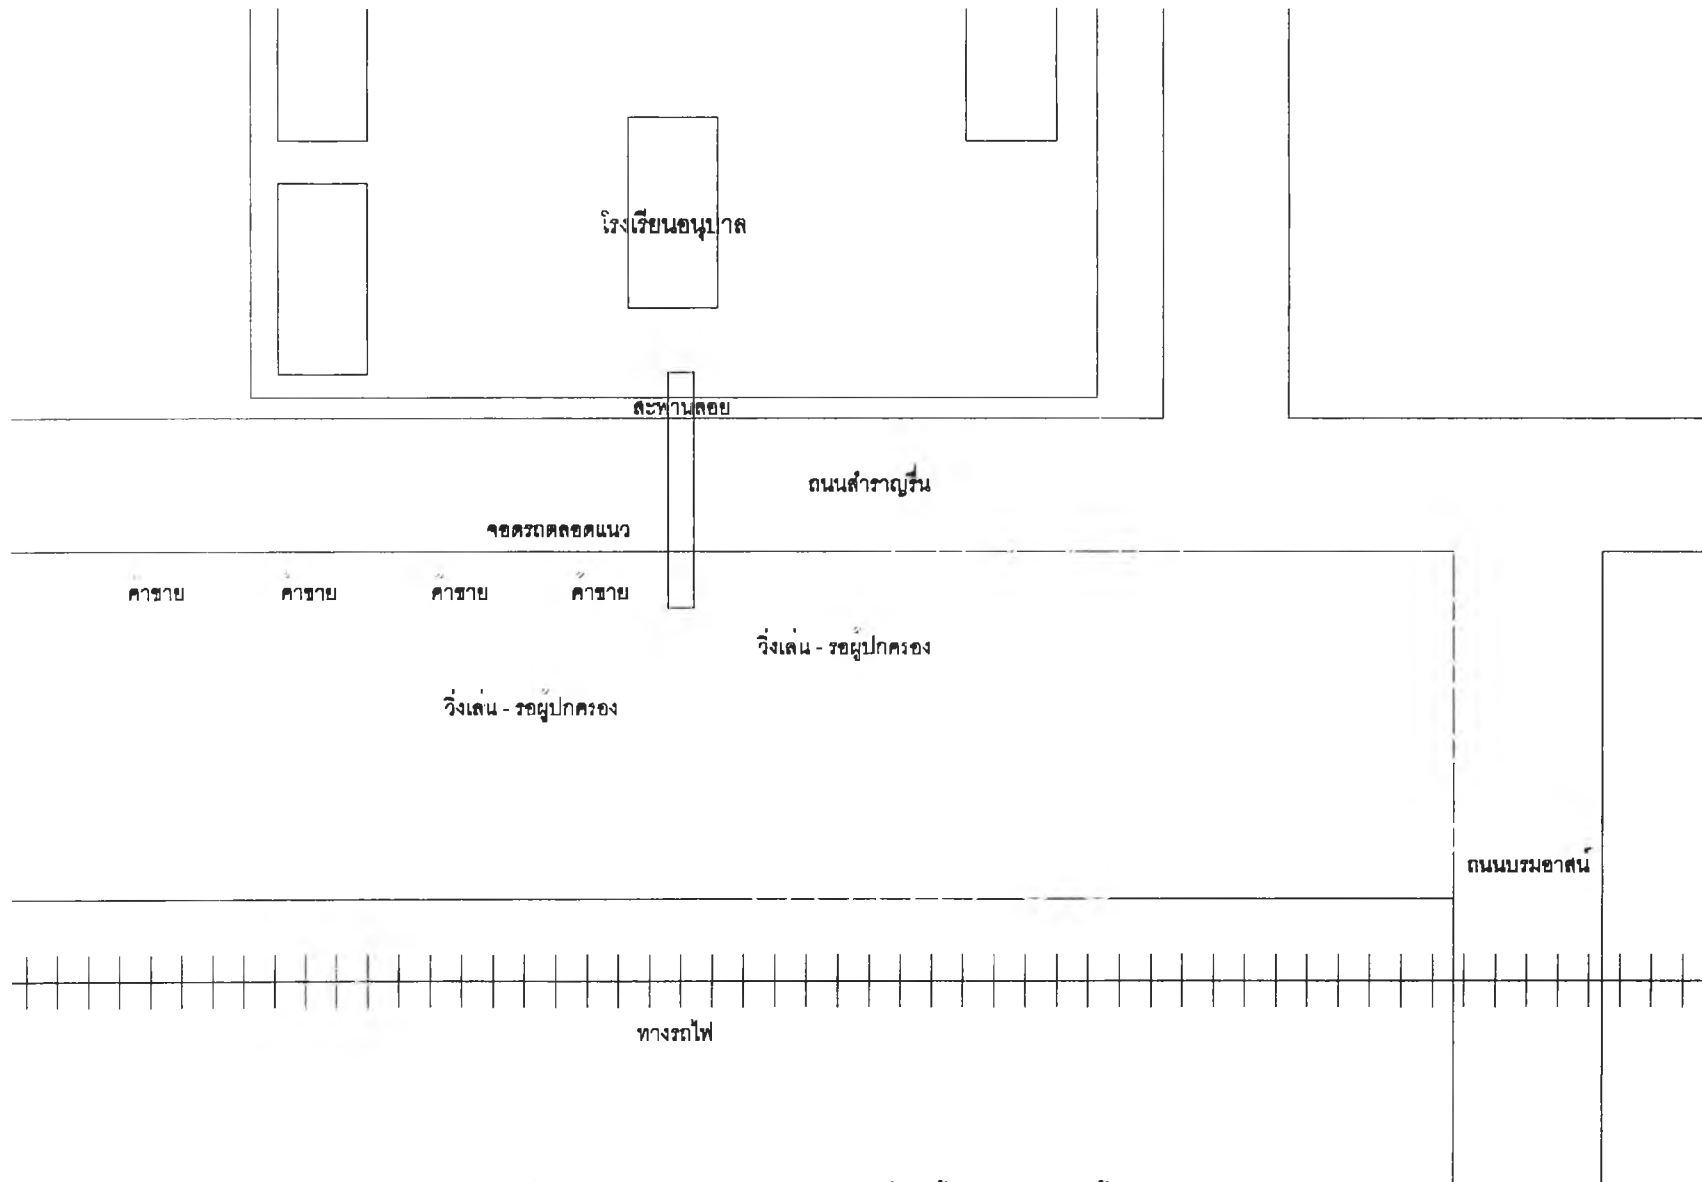 โรงเรียนอนุบาล
สะพานลอย
ถนนสำราญรื่น
จอดรถตลอดแนว
ค้าขาย ค้าขาย ค้าขาย ค้าขาย
วิ่งเล่น - รอผู้ปกครอง
วิ่งเล่น - รอผู้ปกครอง
ถนนบรมอาสน์
ทางรถไฟ